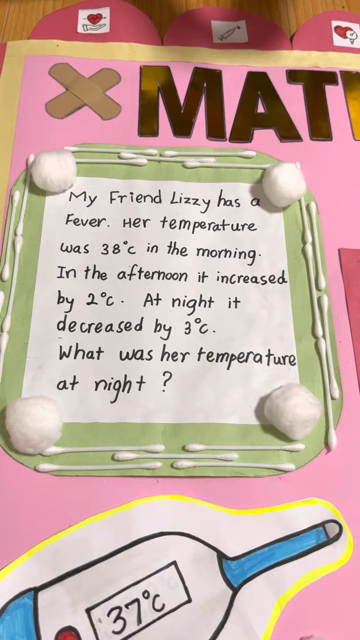 MAT
My Friend Lizzy has a
Fever. Her temperature
was 38°c in the morning.
In the afternoon it increased
by 2°c. At night it
decreased by 3°c.
What was her temperature
at night ?
37°c